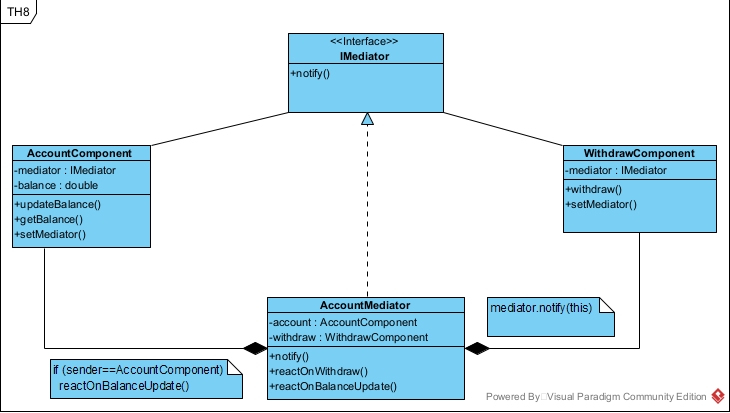 TH8
<<Interface>>
IMediator
+notify()
AccountComponent
-mediator : IMediator
-balance : double
+updateBalance()
+getBalance()
+setMediator()
WithdrawComponent
-mediator : IMediator
+withdraw()
+setMediator()
AccountMediator
-account : AccountComponent
-withdraw : WithdrawComponent
+notify()
+reactOnWithdraw()
+reactOnBalanceUpdate()
mediator.notify(this)
if (sender==AccountComponent)
reactOnBalanceUpdate()
Powered By Visual Paradigm Community Edition